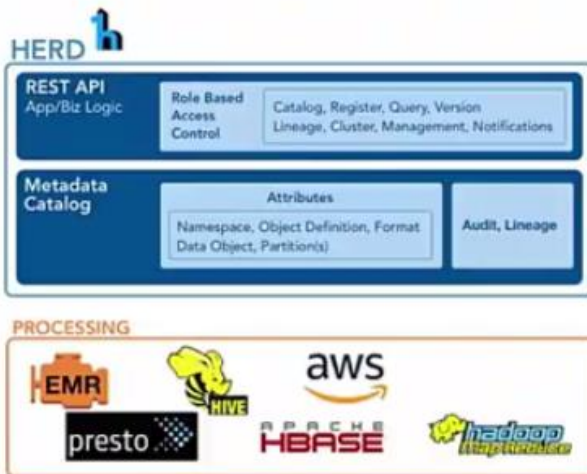 HERD
REST API
App/Biz Logic
Role Based
Access
Control
Catalog, Register, Query, Version
Lineage, Cluster, Management, Notifications
Metadata
Catalog
Attributes
Namespace, Object Definition, Format
Data Object, Partition(s)
Audit, Lineage
PROCESSING
EMR
HIVE
aws
presto
APACHE
HBASE
hadoop
Map Reduce